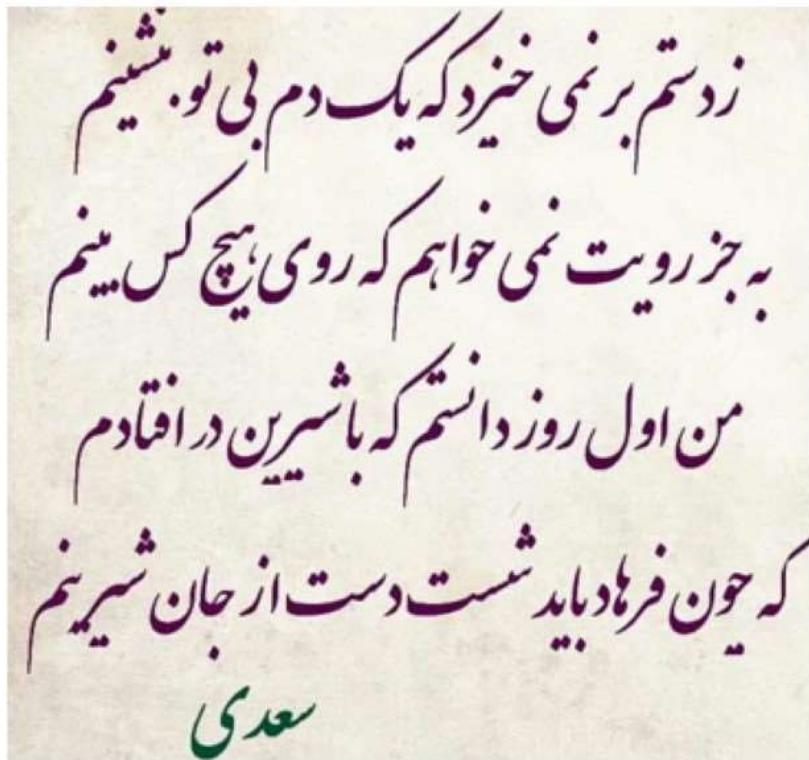 ز دستم بر نمی خیزد که یک دم بی تو بنشینم
به جز رویت نمی خواهم که روی هیچ کس بینم
من اول روز دانستم که با شیرین در افتادم
که چون فرهاد باید شست دست از جان شیرینم
سعدی